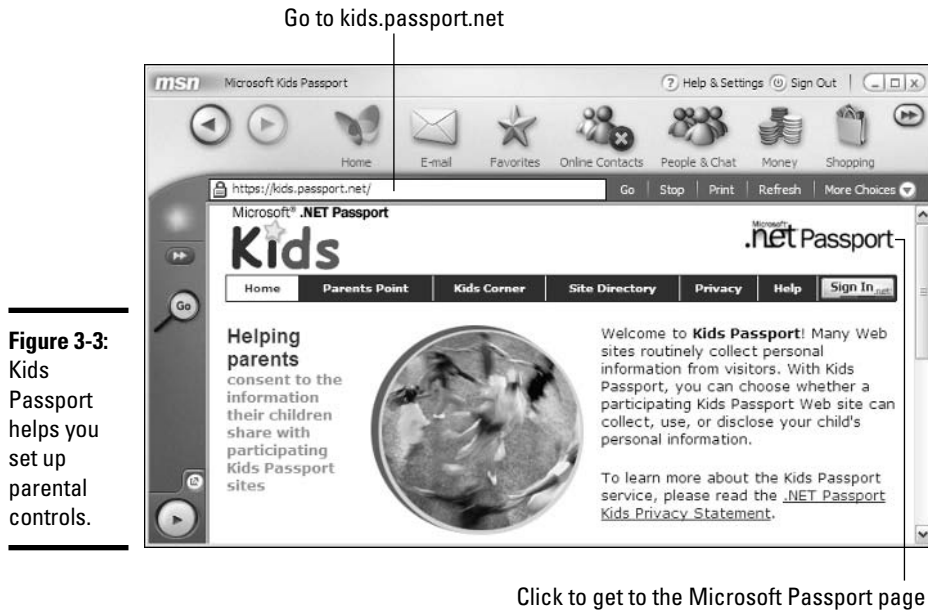 Go to kids.passport.net
msn Microsoft Kids Passport
? Help & Settings Sign Out
Home E-mail Favorites Online Contacts People & Chat Money Shopping
https://kids.passport.net/
Go Stop Print Refresh More Choices
Microsoft® .NET Passport
Kids
Microsoft®
.net Passport
Home Parents Point Kids Corner Site Directory Privacy Help Sign In .net
Go
Helping
parents
consent to the
information
their children
share with
participating
Kids Passport
sites
Welcome to Kids Passport! Many Web
sites routinely collect personal
information from visitors. With Kids
Passport, you can choose whether a
participating Kids Passport Web site can
collect, use, or disclose your child's
personal information.
To learn more about the Kids Passport
service, please read the .NET Passport
Kids Privacy Statement.
Figure 3-3:
Kids
Passport
helps you
set up
parental
controls.
Click to get to the Microsoft Passport page